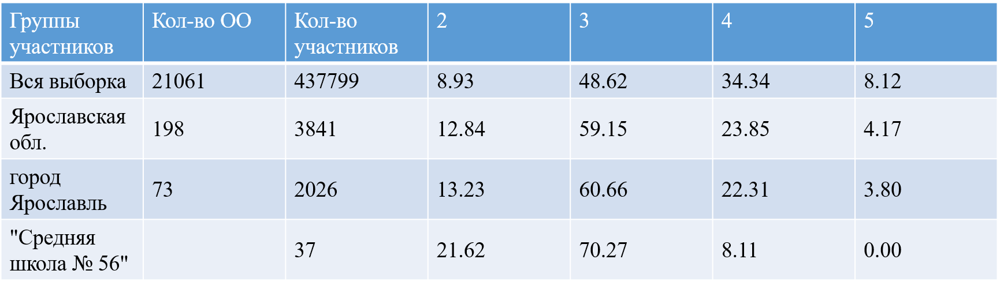 Группы участников Кол-во ОО Кол-во участников 2 3 4 5
Вся выборка 21061 437799 8.93 48.62 34.34 8.12
Ярославская обл. 198 3841 12.84 59.15 23.85 4.17
город Ярославль 73 2026 13.23 60.66 22.31 3.80
"Средняя школа № 56" 37 21.62 70.27 8.11 0.00